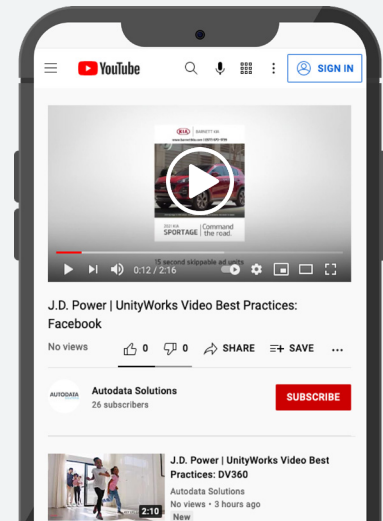 YouTube
SIGN IN
KIA
2021 KIA
SPORTAGE
Command
the road.
15 second skippable ad units
0:12 / 2:16
J.D. Power | UnityWorks Video Best Practices:
Facebook
No views
0
0
SHARE
SAVE
AUTODATA
Autodata Solutions
26 subscribers
SUBSCRIBE
2:10
J.D. Power | UnityWorks Video Best
Practices: DV360
Autodata Solutions
No views • 3 hours ago
New